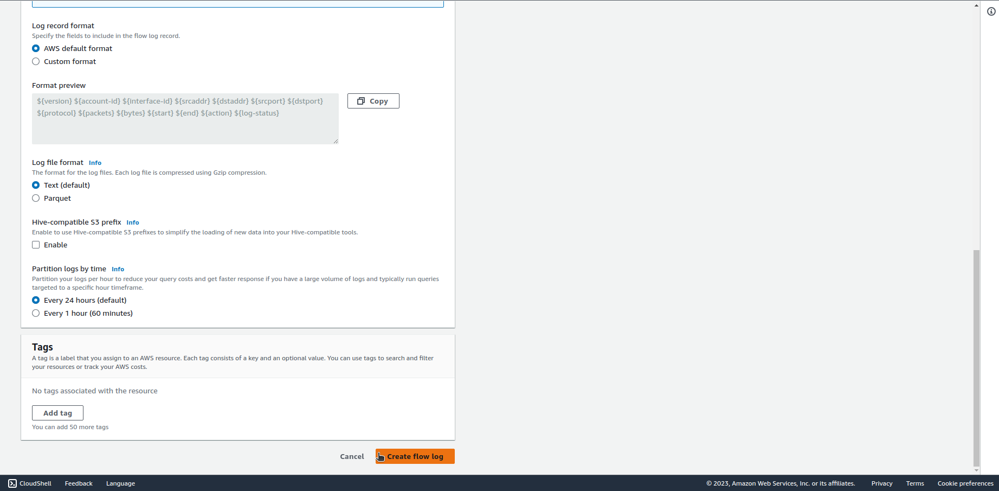 Log record format
Specify the fields to include in the flow log record.
AWS default format
Custom format
Format preview
${version} ${account-id} ${interface-id} ${srcaddr} ${dstaddr} ${srcport} ${dstport}
${protocol} ${packets} ${bytes} ${start} ${end} ${action} ${log-status}
Copy
Log file format Info
The format for the log files. Each log file is compressed using Gzip compression.
Text (default)
Parquet
Hive-compatible S3 prefix Info
Enable to use Hive-compatible S3 prefixes to simplify the loading of new data into your Hive-compatible tools.
Enable
Partition logs by time Info
Partition your logs per hour to reduce your query costs and get faster response if you have a large volume of logs and typically run queries
targeted to a specific hour timeframe.
Every 24 hours (default)
Every 1 hour (60 minutes)
Tags
A tag is a label that you assign to an AWS resource. Each tag consists of a key and an optional value. You can use tags to search and filter
your resources or track your AWS costs.
No tags associated with the resource
Add tag
You can add 50 more tags
Cancel Create flow log
CloudShell Feedback Language © 2023, Amazon Web Services, Inc. or its affiliates. Privacy Terms Cookie preferences